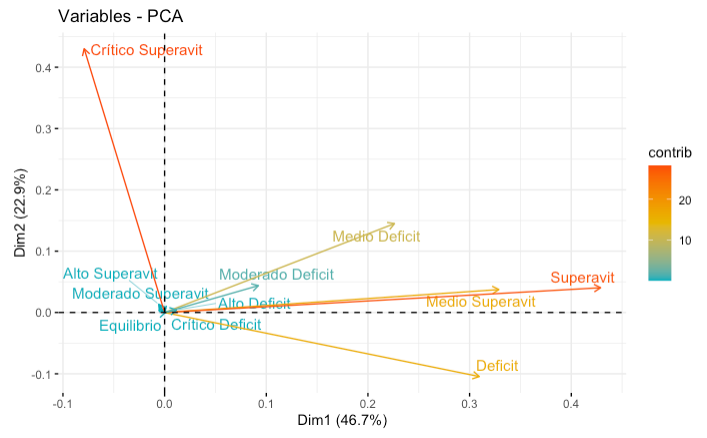 Variables - PCA
Crítico Superavit
0.4
0.3
0.2
0.1
0.0
-0.1
Dim2 (22.9%)
Medio Deficit
Alto Superavit
Moderado Deficit
Superavit
Moderado Superavit
Alto Deficit
Medio Superavit
Equilibrio
Crítico Deficit
Deficit
-0.1
0.0
0.1
0.2
0.3
0.4
Dim1 (46.7%)
contrib
20
10